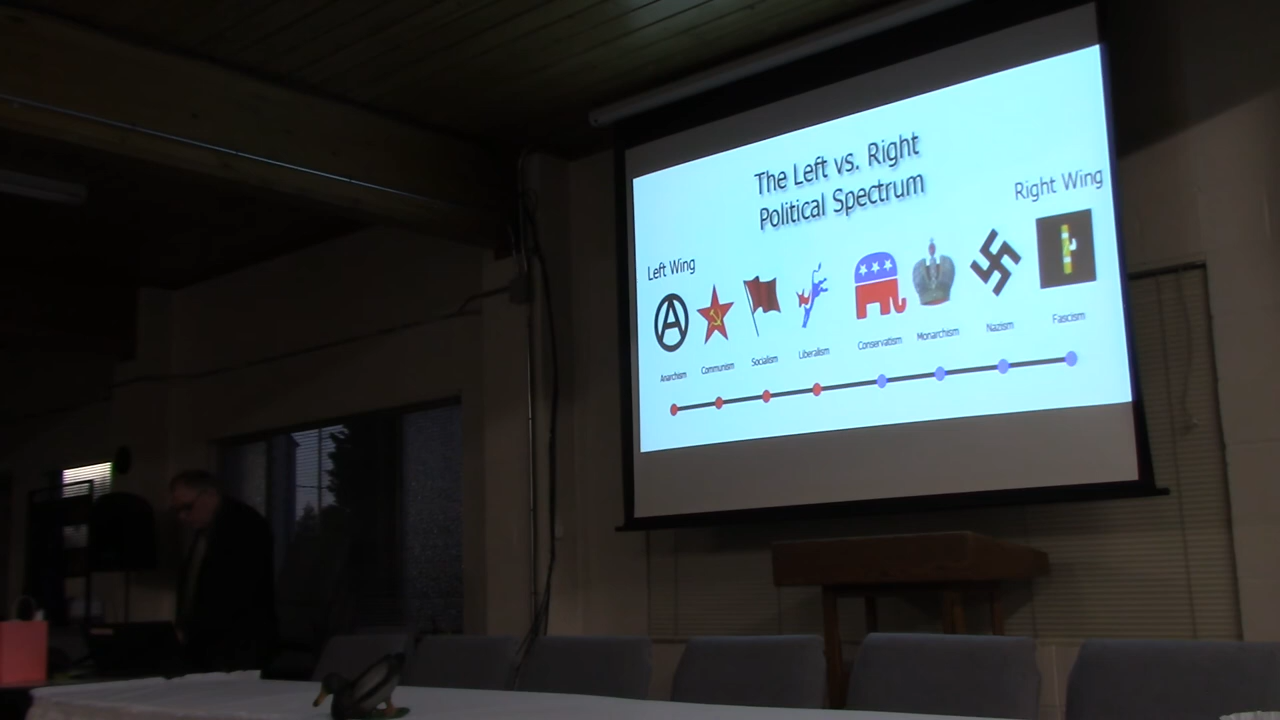 The Left vs. Right
Political Spectrum
Left Wing
Right Wing
Anarchism
Communism
Socialism
Liberalism
Conservatism
Monarchism
Nazism
Fascism